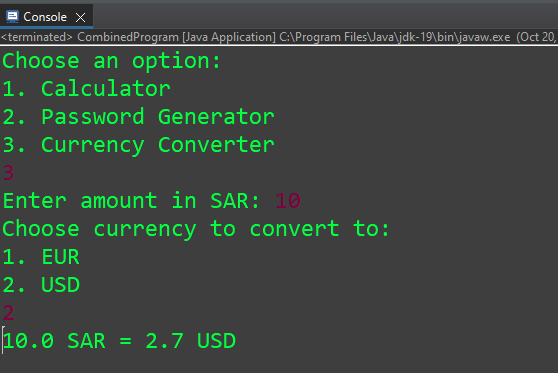 Console
<terminated> CombinedProgram [Java Application] C:\Program Files\Java\jdk-19\bin\javaw.exe (Oct 20,
Choose an option:
1. Calculator
2. Password Generator
3. Currency Converter
3
Enter amount in SAR: 10
Choose currency to convert to:
1. EUR
2. USD
2
10.0 SAR = 2.7 USD